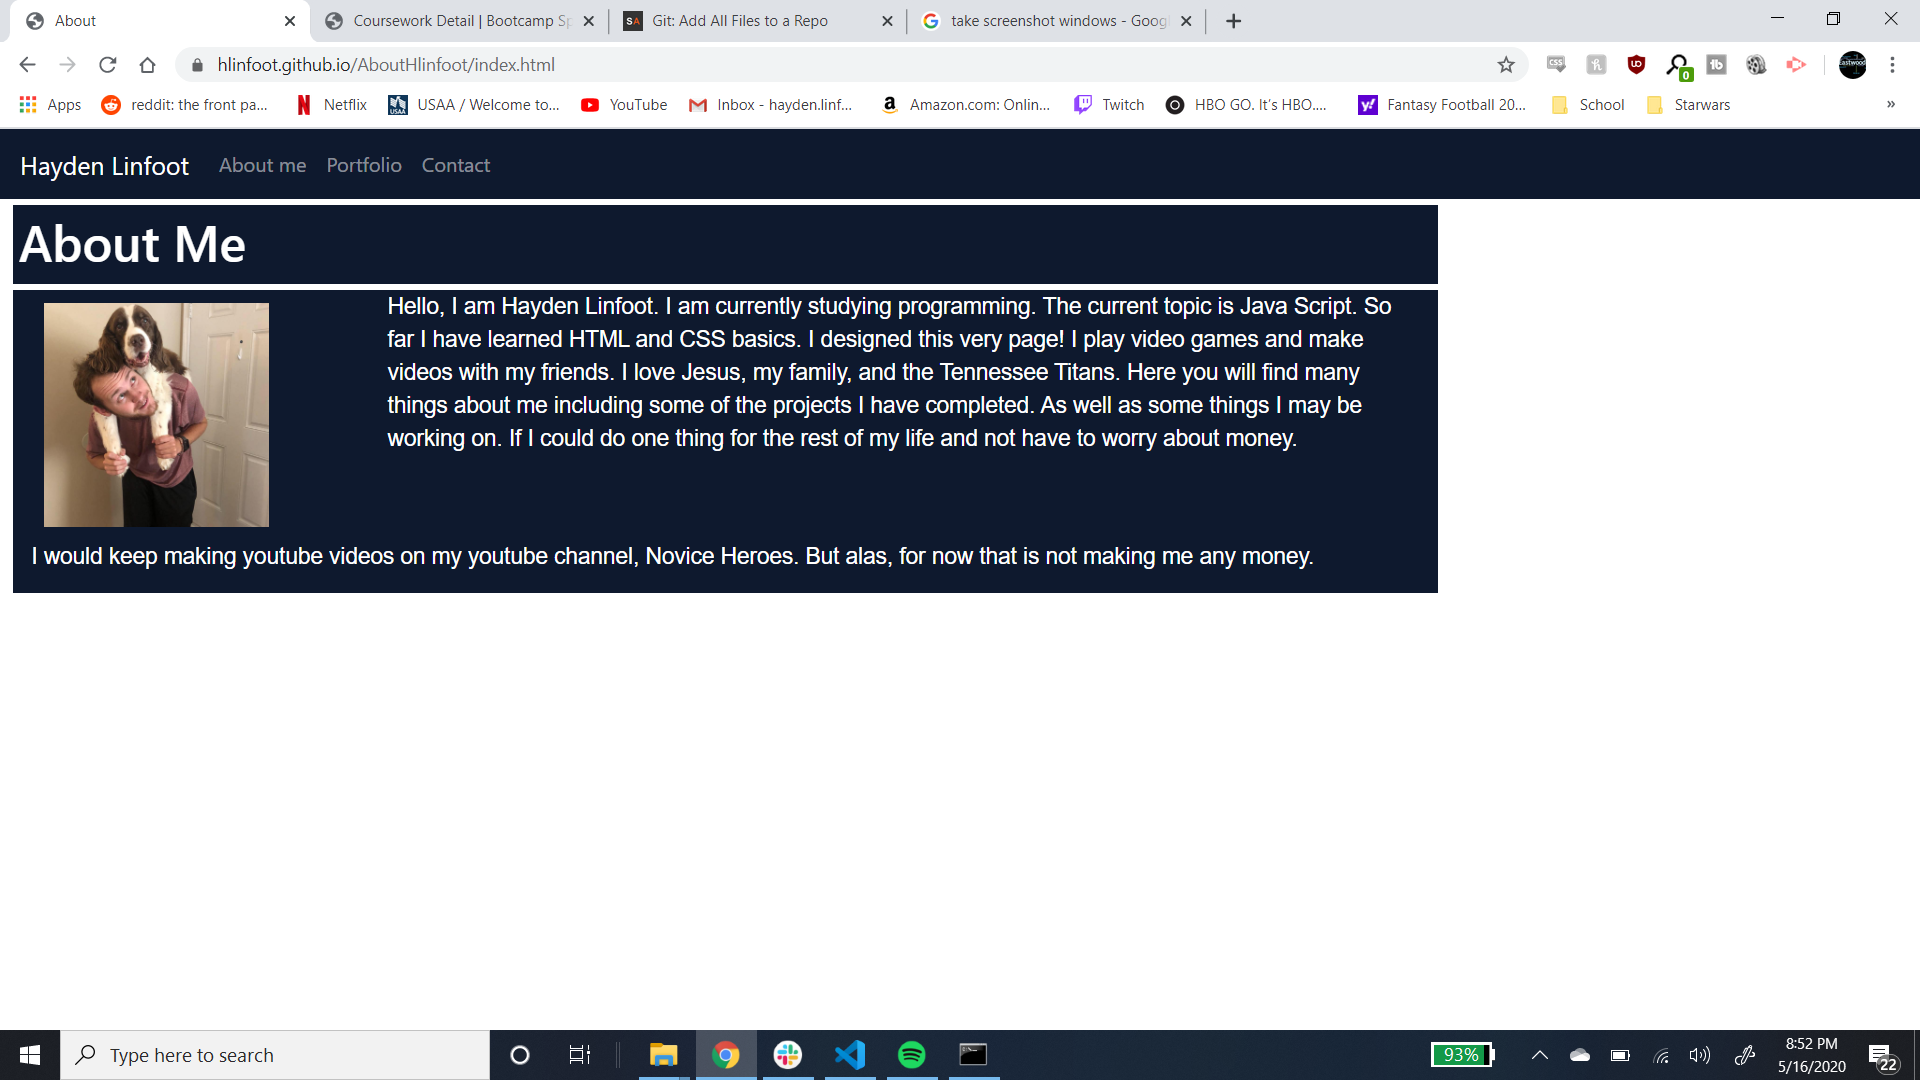 About
Coursework Detail | Bootcamp Sp
SA
Git: Add All Files to a Repo
take screenshot windows - Goog
hlinfoot.github.io/AboutHlinfoot/index.html
CSS
0
Eastwood
Apps
reddit: the front pa...
Netflix
USAA
USAA / Welcome to...
YouTube
Inbox - hayden.linf...
Amazon.com: Onlin...
Twitch
HBO GO. It's HBO....
Fantasy Football 20...
School
Starwars
»
Hayden Linfoot
About me
Portfolio
Contact
About Me
Hello, I am Hayden Linfoot. I am currently studying programming. The current topic is Java Script. So
far I have learned HTML and CSS basics. I designed this very page! I play video games and make
videos with my friends. I love Jesus, my family, and the Tennessee Titans. Here you will find many
things about me including some of the projects I have completed. As well as some things I may be
working on. If I could do one thing for the rest of my life and not have to worry about money.
I would keep making youtube videos on my youtube channel, Novice Heroes. But alas, for now that is not making me any money.
Type here to search
93%
8:52 PM
5/16/2020
22